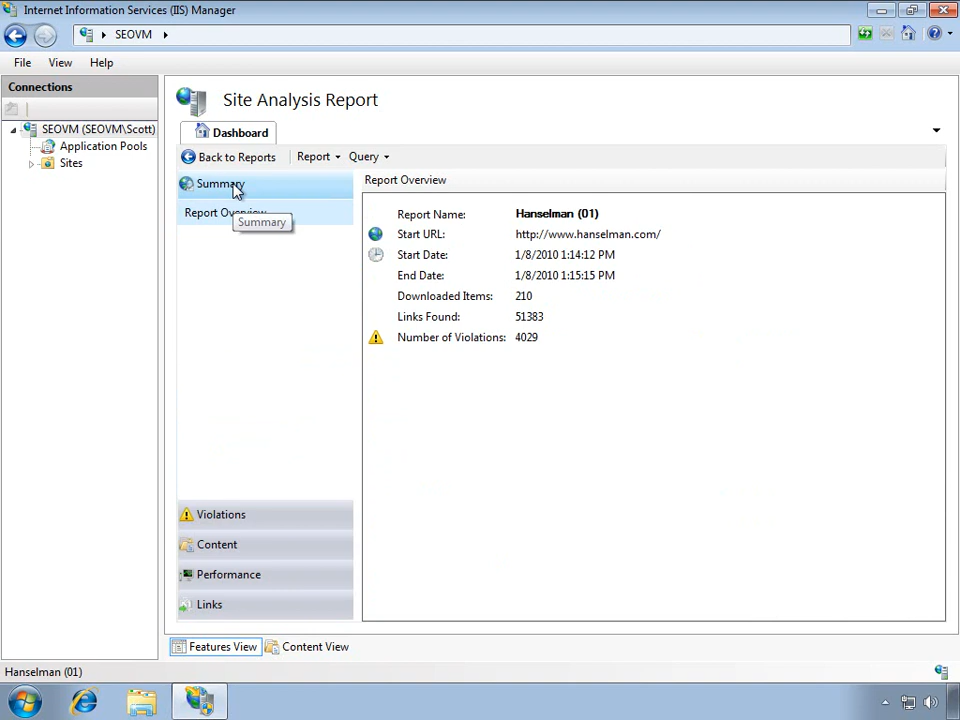 Internet Information Services (IIS) Manager
SEOVM
File View Help
Connections
SEOVM (SEOVM\Scott)
Application Pools
Sites
Site Analysis Report
Dashboard
Back to Reports Report Query
Summary
Report Overview
Summary
Violations
Content
Performance
Links
Report Overview
Report Name: Hanselman (01)
Start URL: http://www.hanselman.com/
Start Date: 1/8/2010 1:14:12 PM
End Date: 1/8/2010 1:15:15 PM
Downloaded Items: 210
Links Found: 51383
Number of Violations: 4029
Features View Content View
Hanselman (01)